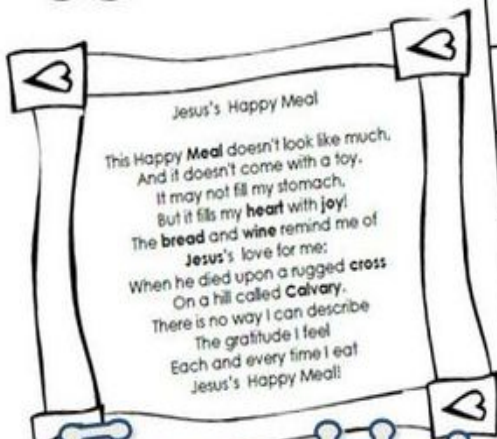 Jesus's Happy Meal
This Happy Meal doesn't look like much,
And it doesn't come with a toy.
It may not fill my stomach,
But it fills my heart with joy!
The bread and wine remind me of
Jesus's love for me;
When he died upon a rugged cross
On a hill called Calvary.
There is no way I can describe
The gratitude I feel
Each and every time I eat
Jesus's Happy Meal!